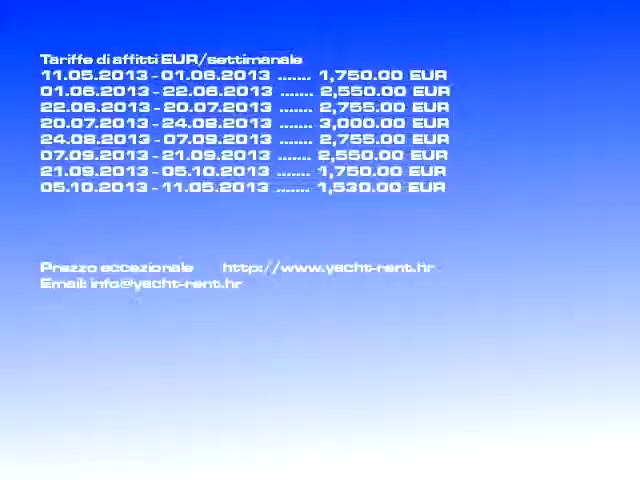 Tariffe di affitti EUR/settimanale
11.05.2013 - 01.06.2013 ....... 1,750.00 EUR
01.06.2013 - 22.06.2013 ....... 2,550.00 EUR
22.06.2013 - 20.07.2013 ....... 2,755.00 EUR
20.07.2013 - 24.08.2013 ....... 3,000.00 EUR
24.08.2013 - 07.09.2013 ....... 2,755.00 EUR
07.09.2013 - 21.09.2013 ....... 2,550.00 EUR
21.09.2013 - 05.10.2013 ....... 1,750.00 EUR
05.10.2013 - 11.05.2013 ....... 1,530.00 EUR
Prezzo eccezionale http://www.yacht-rent.hr
Email: info@yacht-rent.hr